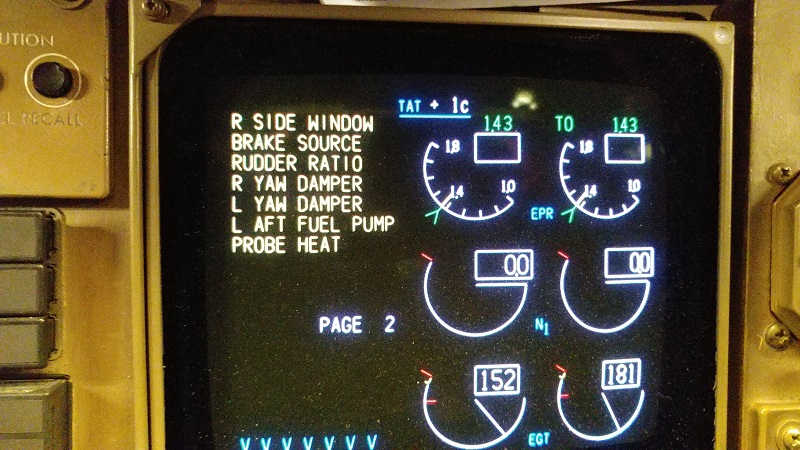 UTION
EL RECALL
TAT + 1c
R SIDE WINDOW
BRAKE SOURCE
RUDDER RATIO
R YAW DAMPER
L YAW DAMPER
L AFT FUEL PUMP
PROBE HEAT
PAGE 2
1.43 TO 1.43
1.8 1.8
1.4 1.0 1.4 1.0
EPR
0.0 0.0
N1
152 181
EGT
V V V V V V V